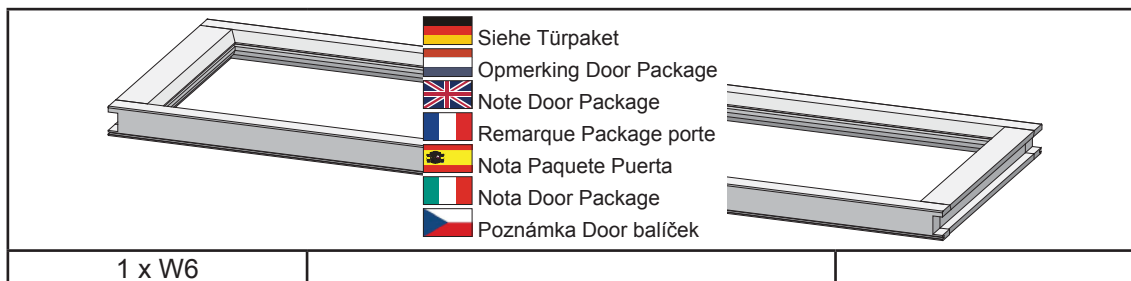 Siehe Türpaket
Opmerking Door Package
Note Door Package
Remarque Package porte
Nota Paquete Puerta
Nota Door Package
Poznámka Door balíček
1 x W6